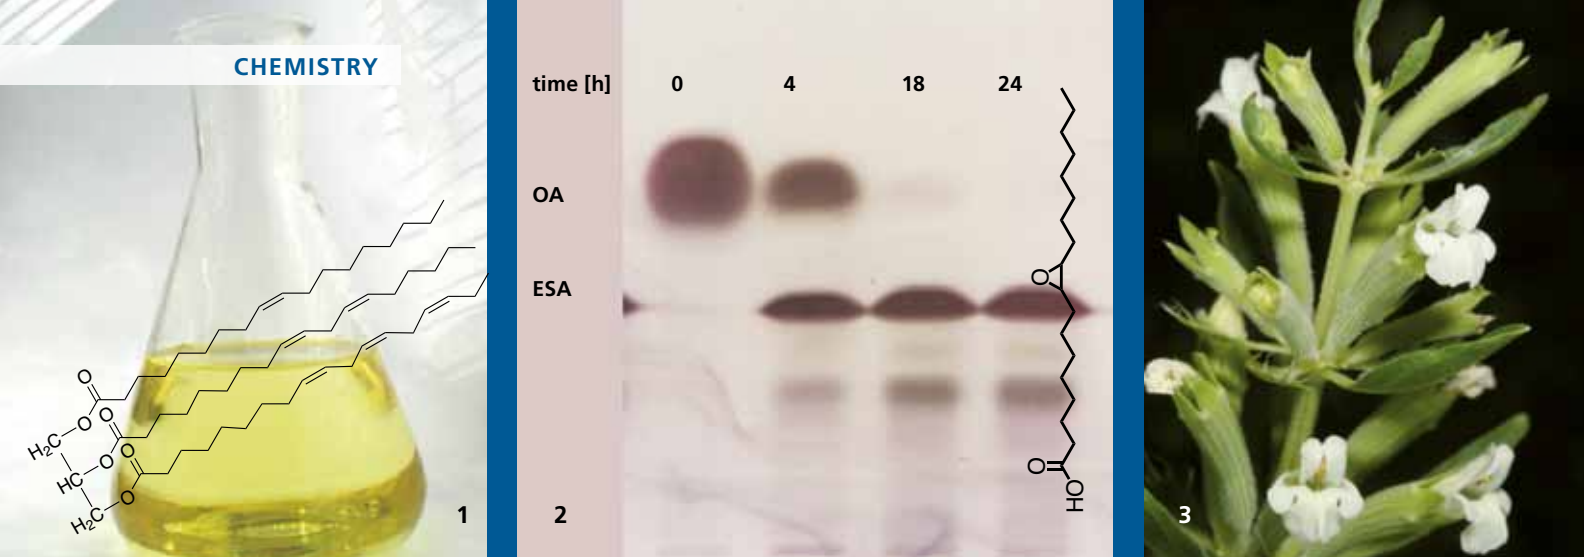 CHEMISTRY
O
O
O
O
O
O
H₂C
HC
H₂C
1
time [h] 0 4 18 24
OA
ESA
O
O
OH
2
3